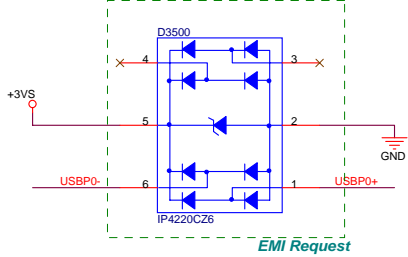 D3500
4
3
+3VS
5
2
GND
USBP0-
6
1
USBP0+
IP4220CZ6
EMI Request